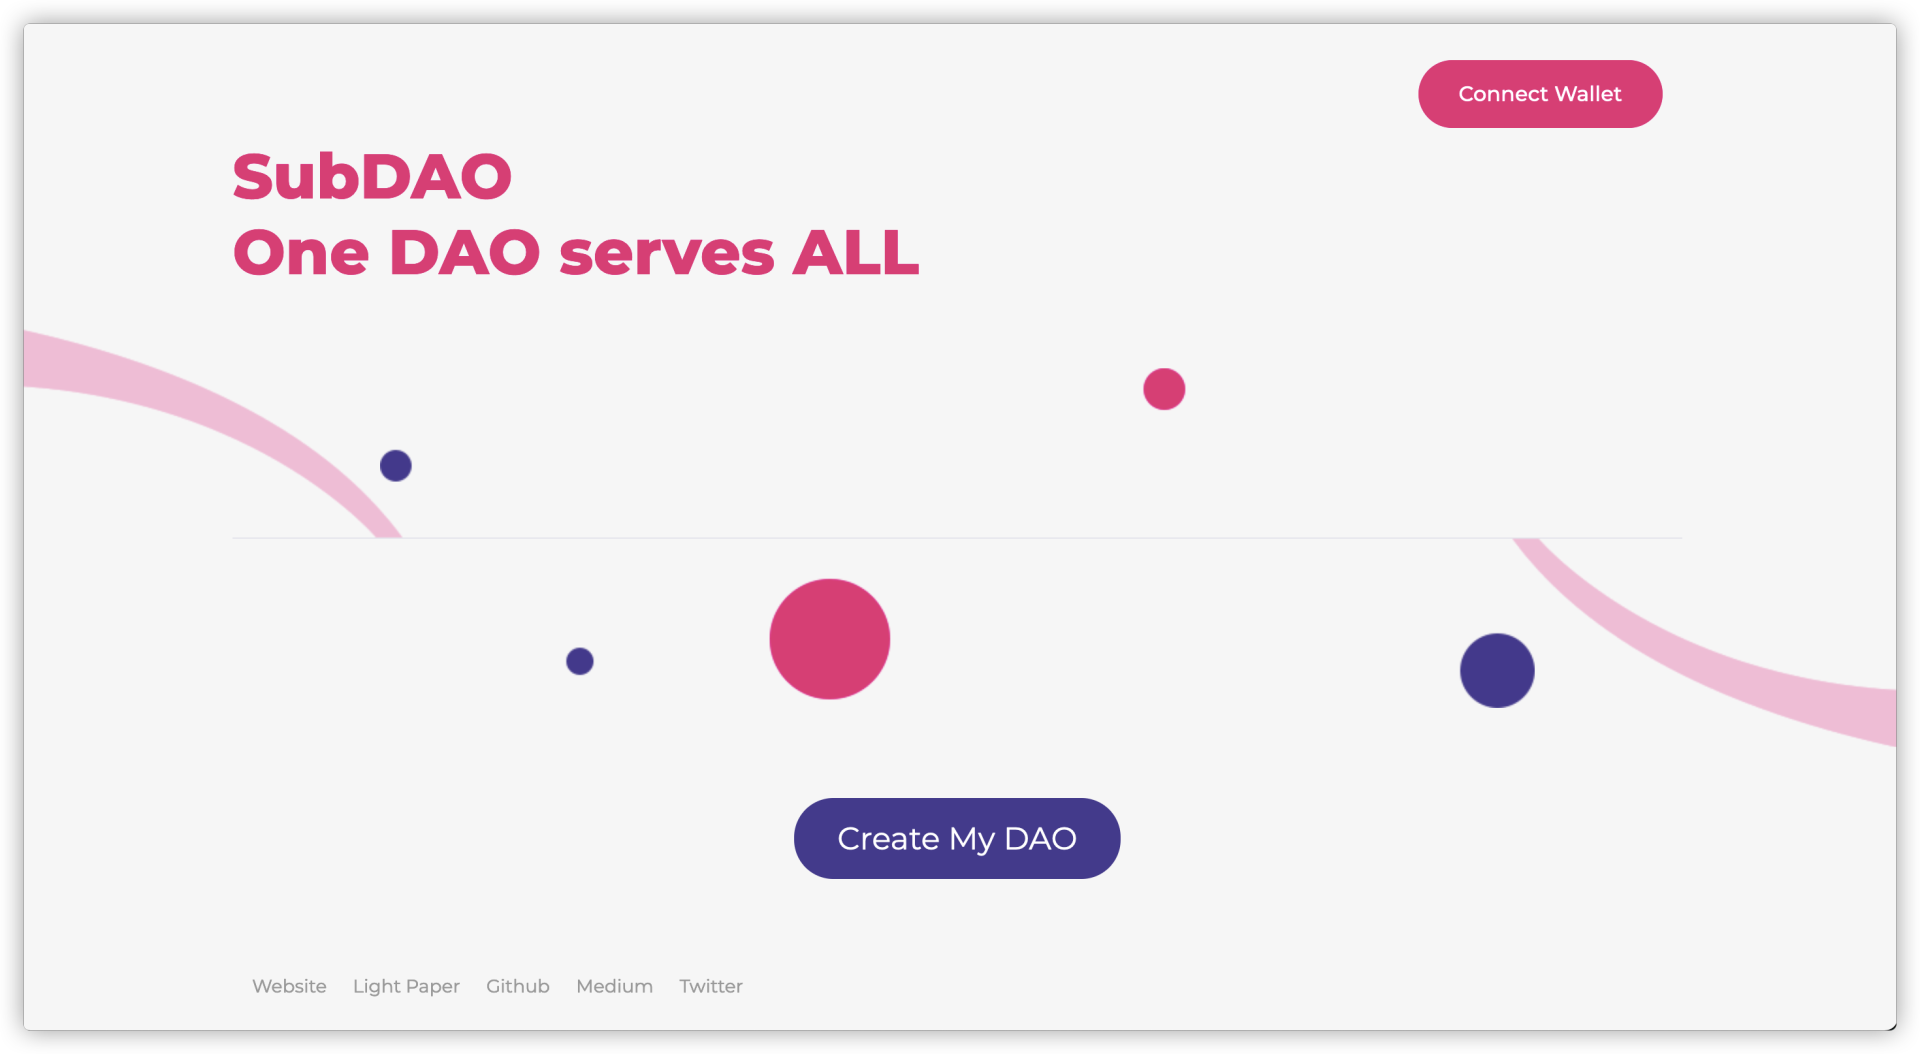 Connect Wallet
SubDAO
One DAO serves ALL
Create My DAO
Website Light Paper Github Medium Twitter